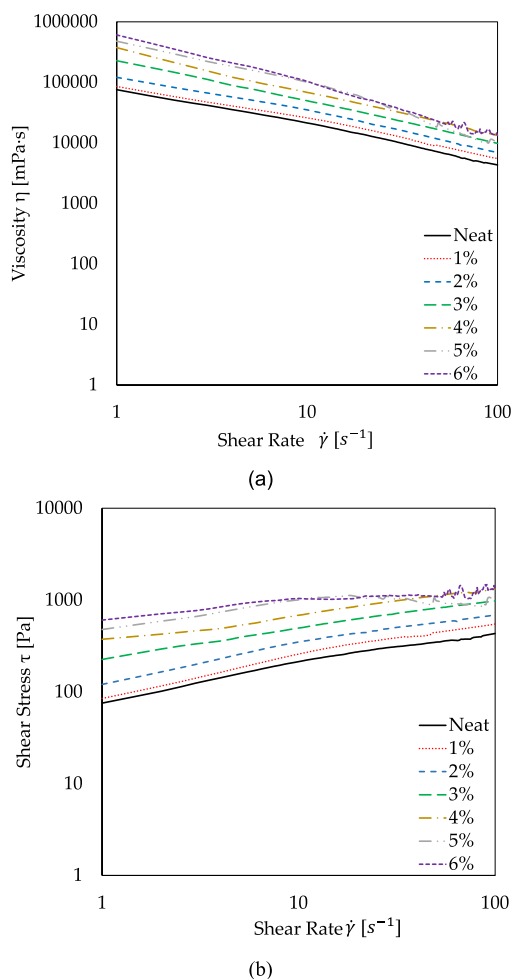 1000000
100000
10000
1000
100
10
1
Viscosity η [mPa·s]
Neat
1%
2%
3%
4%
5%
6%
1 10 100
Shear Rate γ̇ [s⁻¹]
(a)
10000
1000
100
10
1
Shear Stress τ [Pa]
Neat
1%
2%
3%
4%
5%
6%
1 10 100
Shear Rate γ̇ [s⁻¹]
(b)